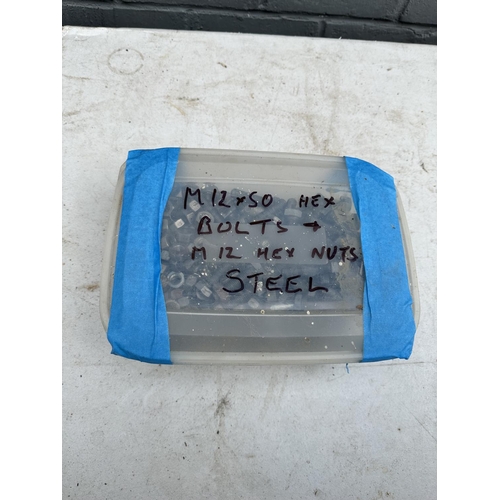 M12x50 HEX
BOLTS +
M12 HEX NUTS
STEEL